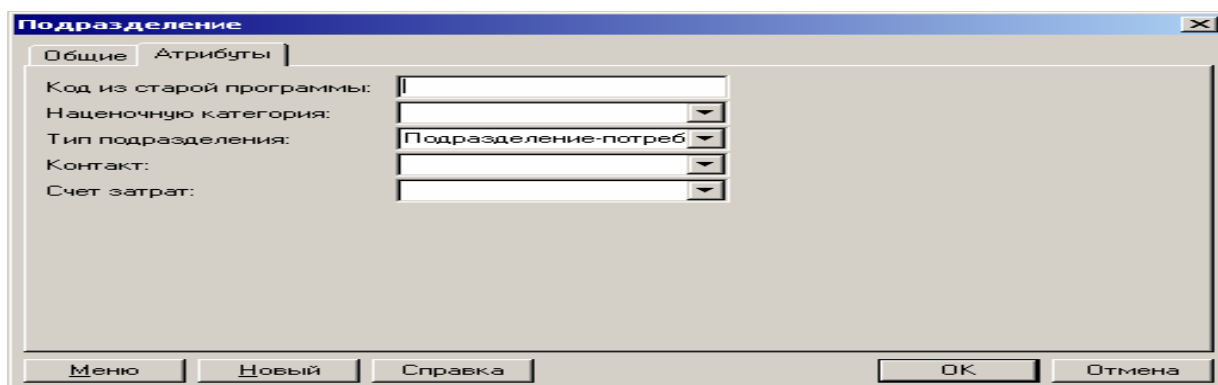 Подразделение
Общие Атрибуты
Код из старой программы:
Наценочную категория:
Тип подразделения: Подразделение-потреб
Контакт:
Счет затрат:
Меню Новый Справка OK Отмена